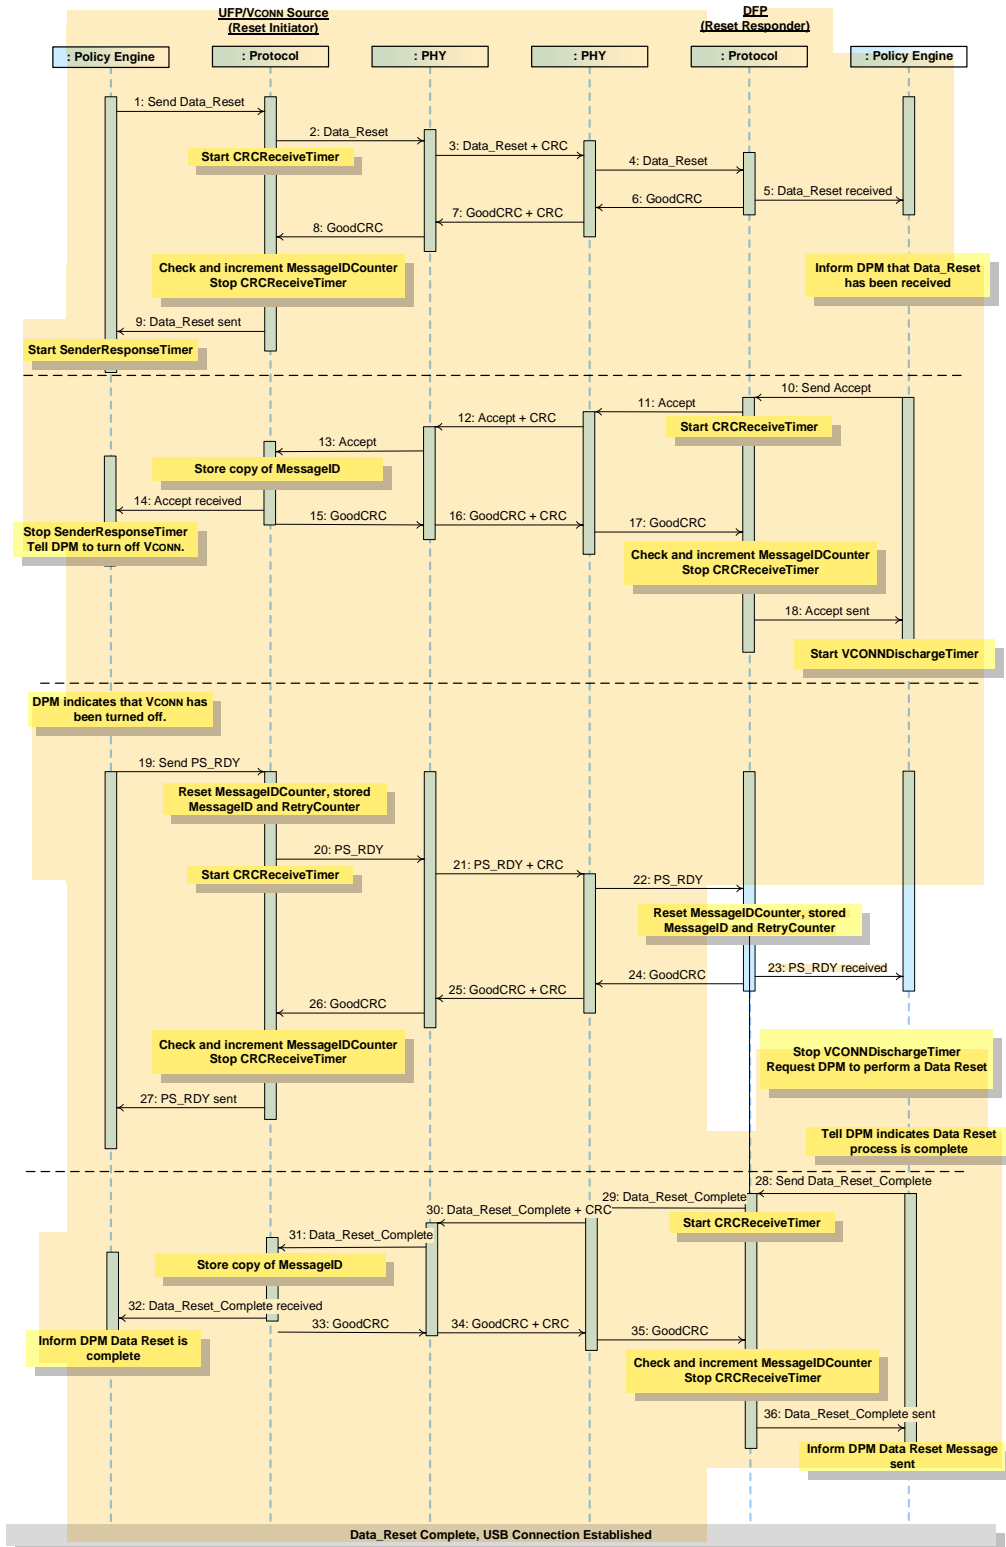 UFP/VCONN Source
(Reset Initiator)
DFP
(Reset Responder)
: Policy Engine
: Protocol
: PHY
: PHY
: Protocol
: Policy Engine
1: Send Data_Reset
2: Data_Reset
Start CRCReceiveTimer
3: Data_Reset + CRC
4: Data_Reset
5: Data_Reset received
6: GoodCRC
7: GoodCRC + CRC
8: GoodCRC
Check and increment MessageIDCounter
Stop CRCReceiveTimer
Inform DPM that Data_Reset
has been received
9: Data_Reset sent
Start SenderResponseTimer
10: Send Accept
11: Accept
Start CRCReceiveTimer
12: Accept + CRC
13: Accept
Store copy of MessageID
14: Accept received
15: GoodCRC
16: GoodCRC + CRC
17: GoodCRC
Stop SenderResponseTimer
Tell DPM to turn off VCONN.
Check and increment MessageIDCounter
Stop CRCReceiveTimer
18: Accept sent
Start VCONNDischargeTimer
DPM indicates that VCONN has
been turned off.
19: Send PS_RDY
Reset MessageIDCounter, stored
MessageID and RetryCounter
20: PS_RDY
Start CRCReceiveTimer
21: PS_RDY + CRC
22: PS_RDY
Reset MessageIDCounter, stored
MessageID and RetryCounter
23: PS_RDY received
24: GoodCRC
25: GoodCRC + CRC
26: GoodCRC
Check and increment MessageIDCounter
Stop CRCReceiveTimer
Stop VCONNDischargeTimer
Request DPM to perform a Data Reset
27: PS_RDY sent
Tell DPM indicates Data Reset
process is complete
28: Send Data_Reset_Complete
29: Data_Reset_Complete
Start CRCReceiveTimer
30: Data_Reset_Complete + CRC
31: Data_Reset_Complete
Store copy of MessageID
32: Data_Reset_Complete received
33: GoodCRC
34: GoodCRC + CRC
35: GoodCRC
Inform DPM Data Reset is
complete
Check and increment MessageIDCounter
Stop CRCReceiveTimer
36: Data_Reset_Complete sent
Inform DPM Data Reset Message
sent
Data_Reset Complete, USB Connection Established